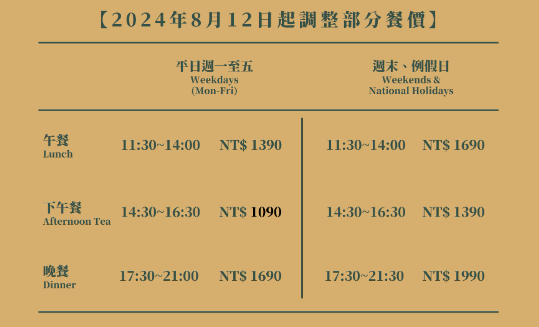 【2024年8月12日起調整部分餐價】
平日週一至五 週末、例假日
Weekdays Weekends &
(Mon-Fri) National Holidays
午餐 11:30~14:00 NT$ 1390 11:30~14:00 NT$ 1690
Lunch
下午餐 14:30~16:30 NT$ 1090 14:30~16:30 NT$ 1390
Afternoon Tea
晚餐 17:30~21:00 NT$ 1690 17:30~21:30 NT$ 1990
Dinner